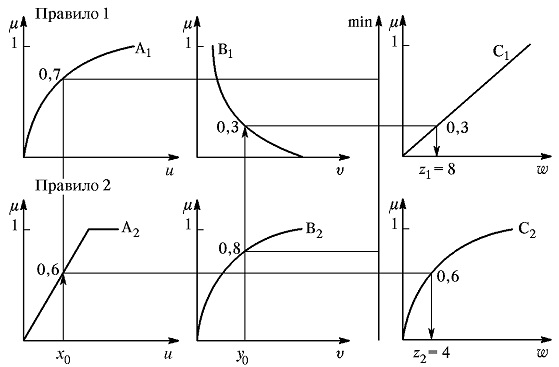 Правило 1
μ 1 0,7 A₁ u
μ 1 B₁ 0,3 υ
min
μ 1 C₁ 0,3 z₁ = 8 w
Правило 2
μ 1 0,6 A₂ x₀ u
μ 1 0,8 B₂ y₀ υ
μ 1 C₂ 0,6 z₂ = 4 w